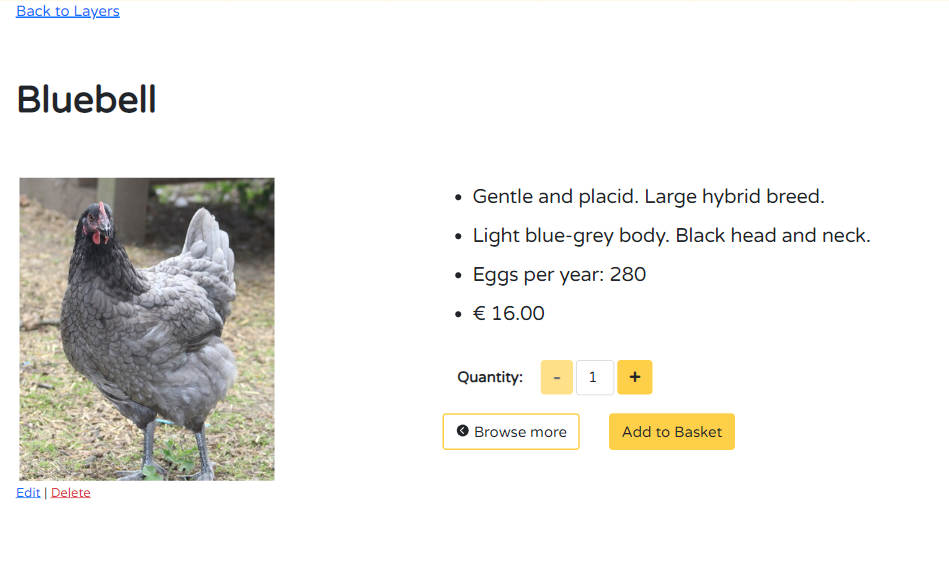 Back to Layers
Bluebell
Gentle and placid. Large hybrid breed.
Light blue-grey body. Black head and neck.
Eggs per year: 280
€ 16.00
Quantity: - 1 +
Browse more Add to Basket
Edit | Delete